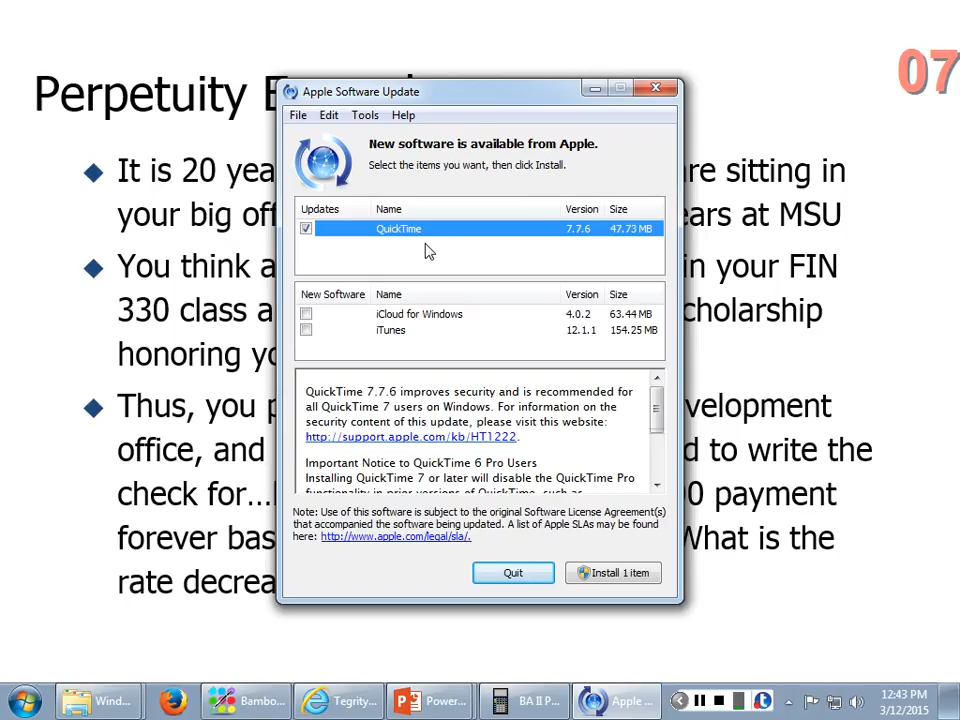 07
Perpetuity E
Apple Software Update
File Edit Tools Help
New software is available from Apple.
Select the items you want, then click Install.
Updates Name Version Size
QuickTime 7.7.6 47.73 MB
New Software Name Version Size
iCloud for Windows 4.0.2 63.44 MB
iTunes 12.1.1 154.25 MB
QuickTime 7.7.6 improves security and is recommended for
all QuickTime 7 users on Windows. For information on the
security content of this update, please visit this website:
http://support.apple.com/kb/HT1222.
Important Notice to QuickTime 6 Pro Users
Installing QuickTime 7 or later will disable the QuickTime Pro
functionality in prior versions of QuickTime, such as
Note: Use of this software is subject to the original Software License Agreement(s)
that accompanied the software being updated. A list of Apple SLAs may be found
here: http://www.apple.com/legal/sla/.
Quit Install 1 item
It is 20 yea re sitting in
your big off ears at MSU
You think a in your FIN
330 class a cholarship
honoring yo
Thus, you p velopment
office, and d to write the
check for... 00 payment
forever bas What is the
rate decrea
Wind... Bambo... Tegrity... Power... BA II P... Apple ... 12:43 PM
3/12/2015